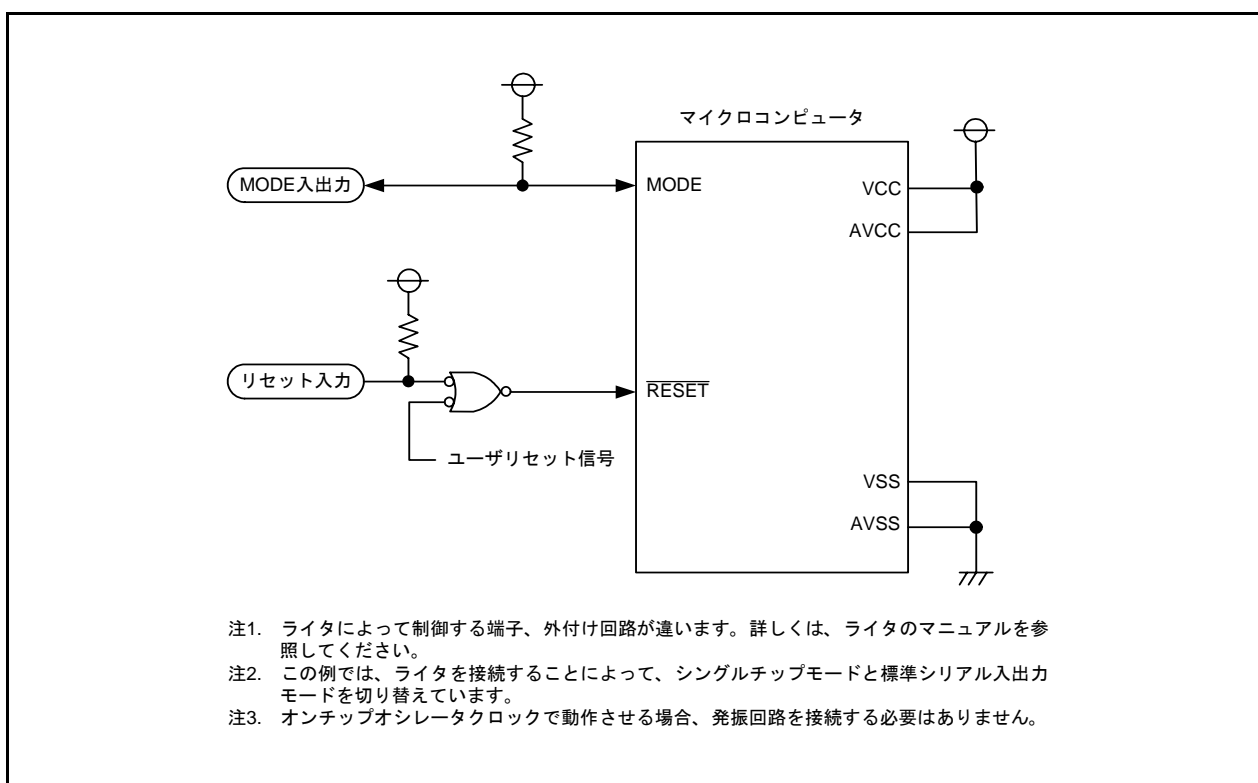 マイクロコンピュータ
MODE入出力
MODE
VCC
AVCC
リセット入力
RESET
ユーザリセット信号
VSS
AVSS
注1. ライタによって制御する端子、外付け回路が違います。詳しくは、ライタのマニュアルを参
照してください。
注2. この例では、ライタを接続することによって、シングルチップモードと標準シリアル入出力
モードを切り替えています。
注3. オンチップオシレータクロックで動作させる場合、発振回路を接続する必要はありません。